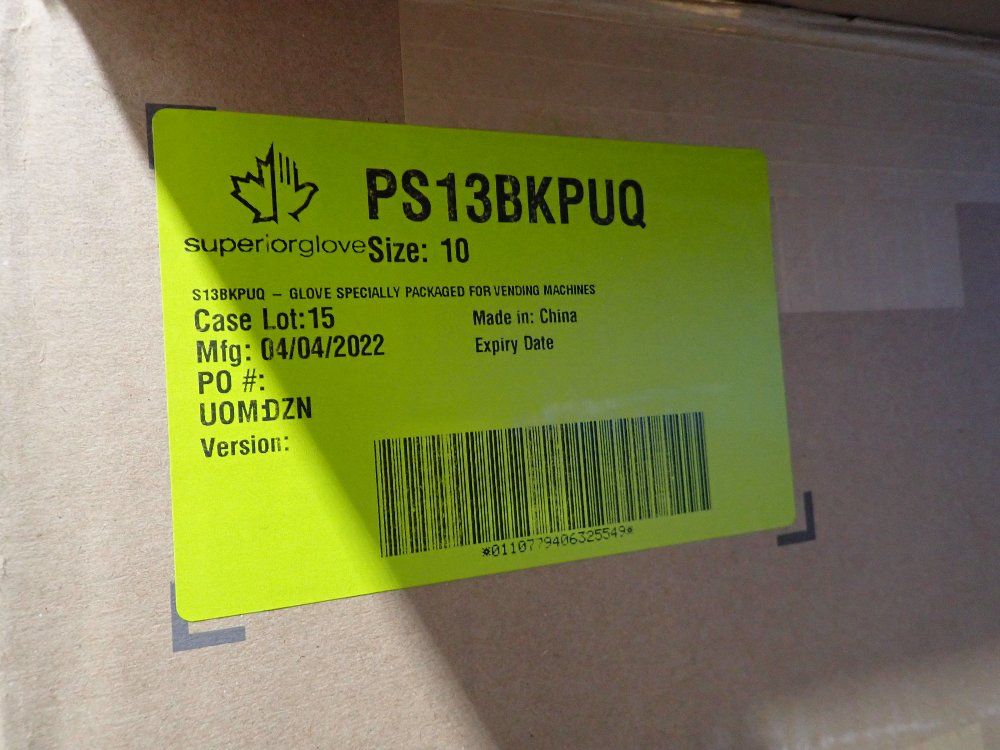 PS13BKPUQ
superiorglove
Size: 10
S13BKPUQ – GLOVE SPECIALLY PACKAGED FOR VENDING MACHINES
Case Lot:15
Made in: China
Mfg: 04/04/2022
Expiry Date
PO #:
UOM:DZN
Version:
*0110779406325549*